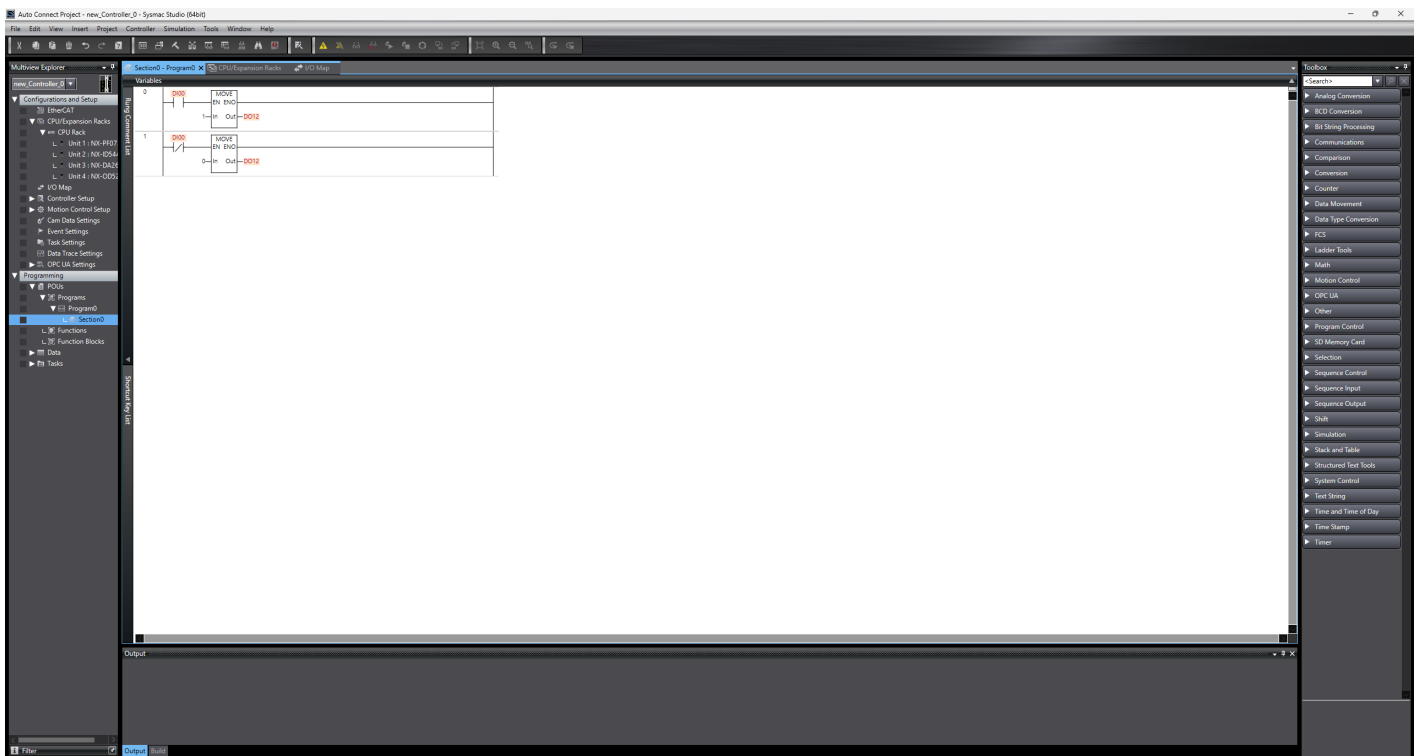 Auto Connect Project - new_Controller_0 - Sysmac Studio (64bit)
File Edit View Insert Project Controller Simulation Tools Window Help
Multiview Explorer
new_Controller_0
Configurations and Setup
EtherCAT
CPU/Expansion Racks
CPU Rack
Unit 1 : NX-PF07
Unit 2 : NX-ID54
Unit 3 : NX-DA26
Unit 4 : NX-OD52
I/O Map
Controller Setup
Motion Control Setup
Cam Data Settings
Event Settings
Task Settings
Data Trace Settings
OPC UA Settings
Programming
POUs
Programs
Program0
Section0
Functions
Function Blocks
Data
Tasks
Filter
Section0 - Program0 CPU/Expansion Racks I/O Map
Variables
Rung Comment List
Shortcut Key List
0 DI00 MOVE
EN ENO
1 In Out DO12
1 DI00 MOVE
EN ENO
0 In Out DO12
Output
Output Build
Toolbox
<Search>
Analog Conversion
BCD Conversion
Bit String Processing
Communications
Comparison
Conversion
Counter
Data Movement
Data Type Conversion
FCS
Ladder Tools
Math
Motion Control
OPC UA
Other
Program Control
SD Memory Card
Selection
Sequence Control
Sequence Input
Sequence Output
Shift
Simulation
Stack and Table
Structured Text Tools
System Control
Text String
Time and Time of Day
Time Stamp
Timer